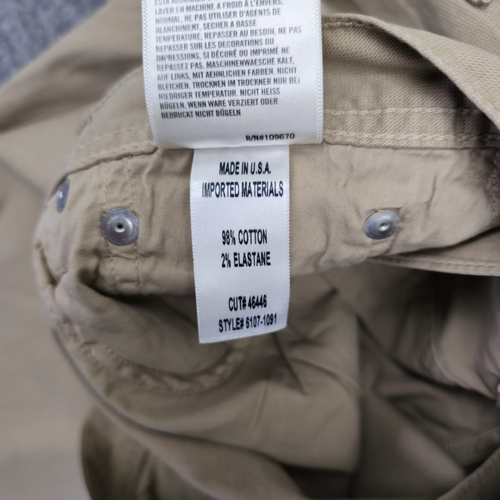 LAVER EN MACHINE A FROID À L'ENVERS,
NORMAL, NE PAS UTILISER D'AGENTS DE
BLANCHIMENT, SECHER A BASSE
TEMPERATURE, REPASSER AU BESOIN, NE PAS
REPASSER SUR LES DECORATIONS OU
IMPRESSIONS, SI DÉCORÉ OU IMPRIMÉ NE
REPASSEZ PAS, MASCHINENWAESCHE KALT,
AUF LINKS, MIT AEHNLICHEN FARBEN. NICHT
BLEICHEN. TROCKNEN IM TROCKNER NUR BEI
NIEDRIGER TEMPERATUR. NICHT HEISS
BÜGELN. WENN WARE VERZIERT ODER
BEDRUCKT NICHT BÜGELN
R/N#109670
MADE IN U.S.A.
IMPORTED MATERIALS
98% COTTON
2% ELASTANE
CUT# 46446
STYLE# 6107-1091